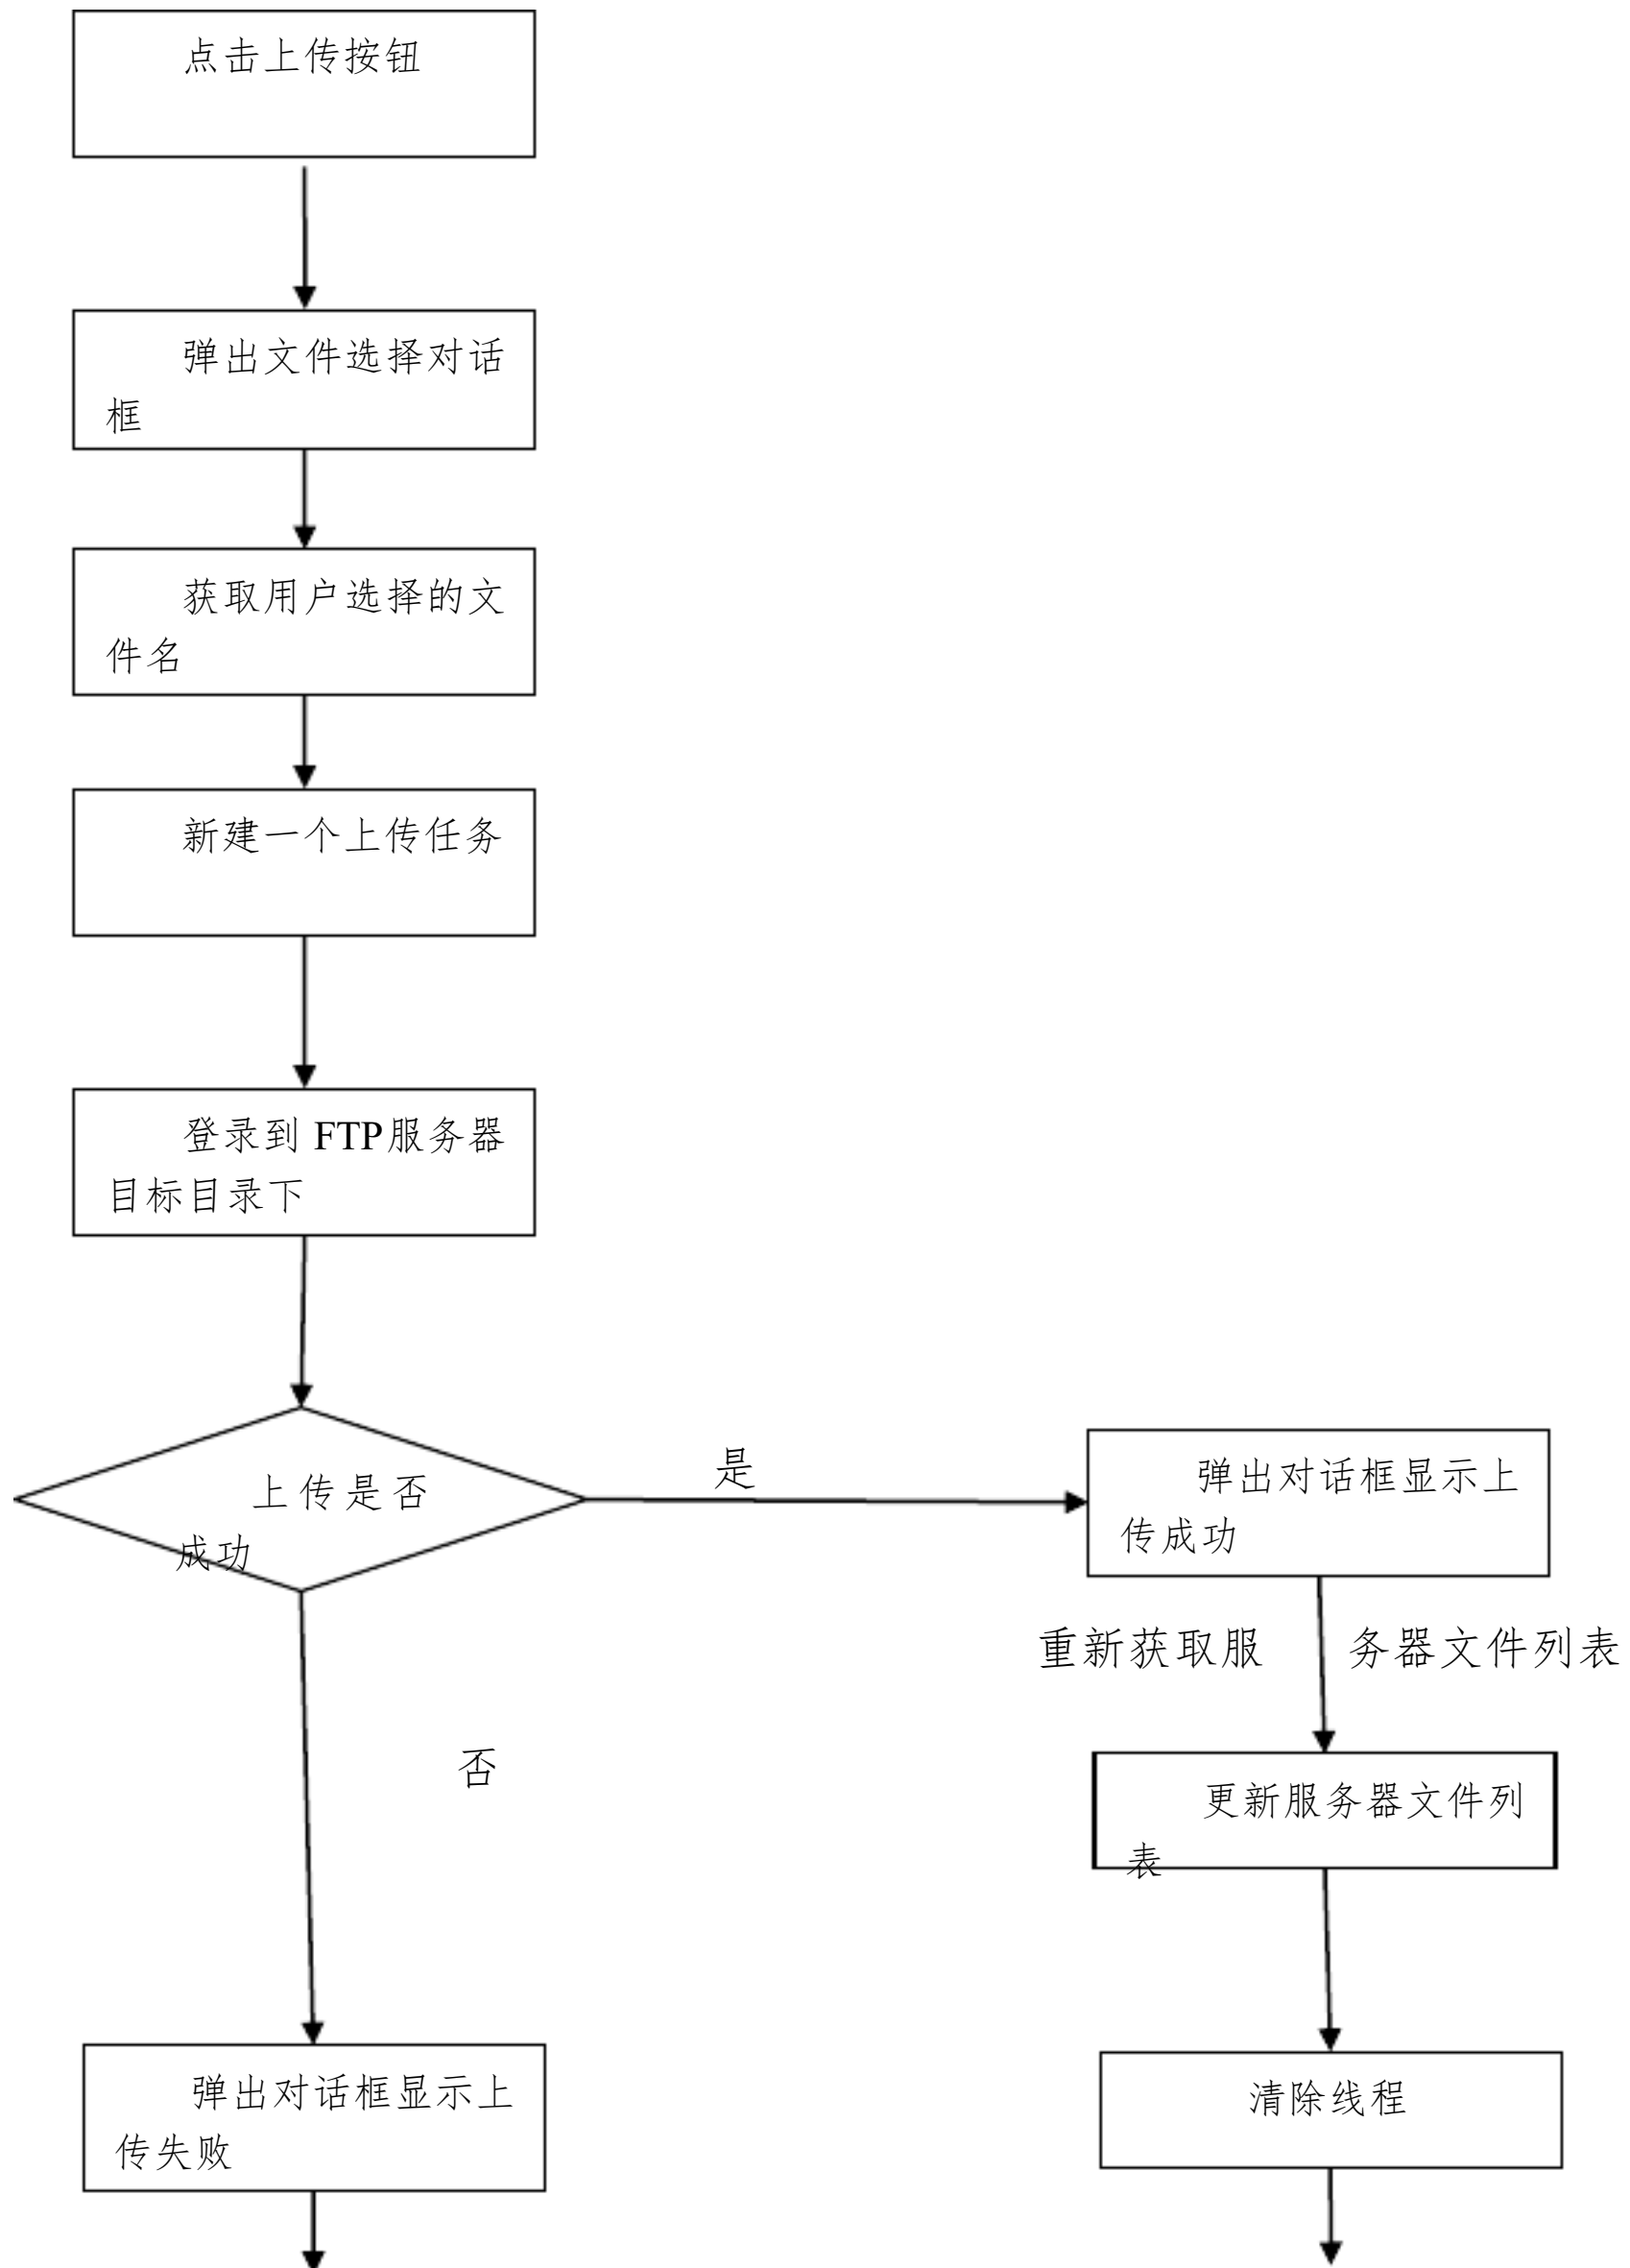 点击上传按钮
弹出文件选择对话
框
获取用户选择的文
件名
新建一个上传任务
登录到 FTP服务器
目标目录下
上传是否
成功
是
弹出对话框显示上
传成功
重新获取服 务器文件列表
否
更新服务器文件列
表
弹出对话框显示上
传失败
清除线程